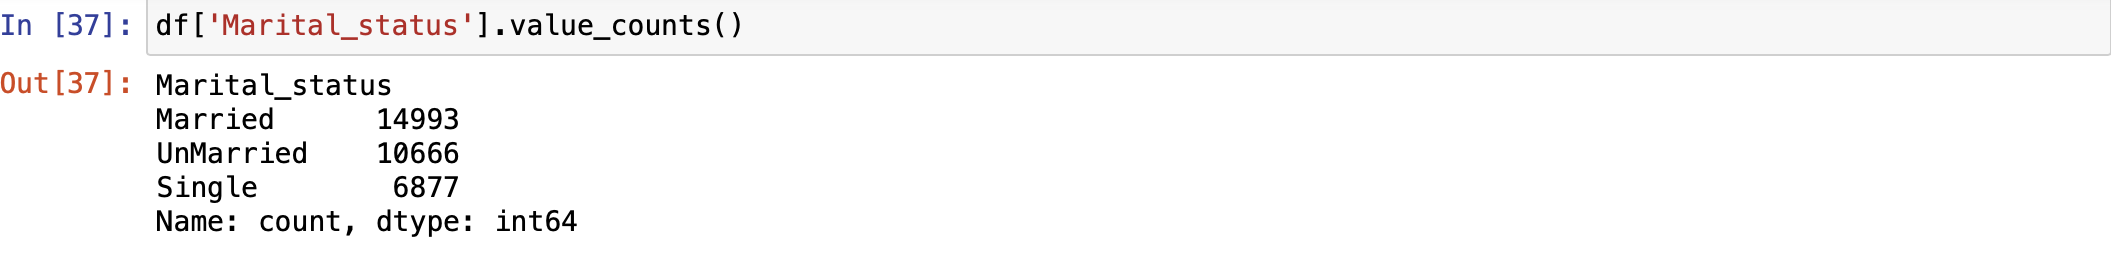 In [37]: df['Marital_status'].value_counts()
Out[37]: Marital_status
Married      14993
UnMarried    10666
Single        6877
Name: count, dtype: int64